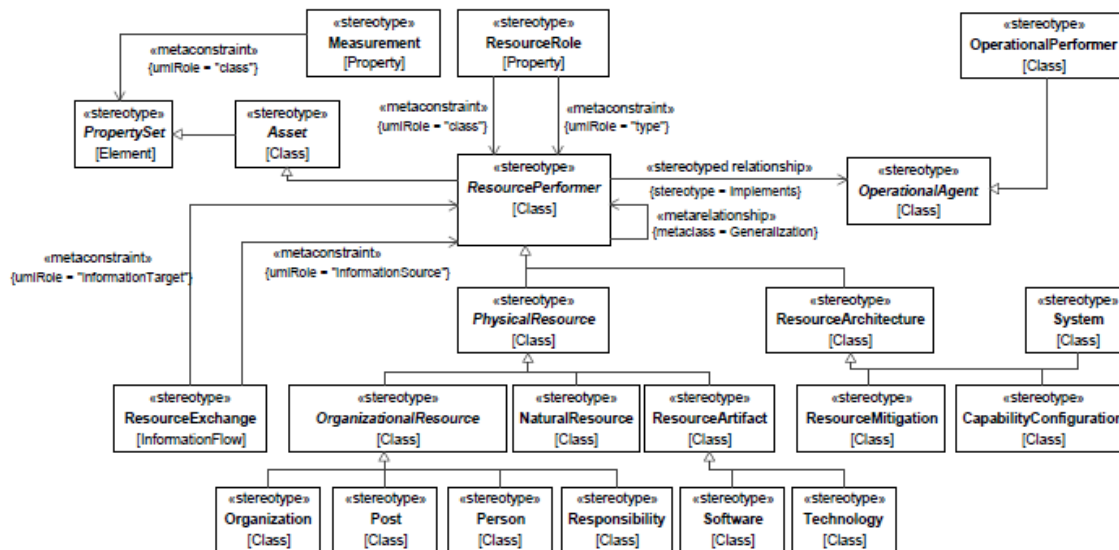 «stereotype»
Measurement
[Property]
«stereotype»
ResourceRole
[Property]
«stereotype»
OperationalPerformer
[Class]
«metaconstraint»
{umlRole = "class"}
«stereotype»
PropertySet
[Element]
«stereotype»
Asset
[Class]
«metaconstraint»
{umlRole = "class"}
«metaconstraint»
{umlRole = "type"}
«stereotype»
ResourcePerformer
[Class]
«stereotyped relationship»
{stereotype = Implements}
«stereotype»
OperationalAgent
[Class]
«metarelationship»
{metaclass = Generalization}
«metaconstraint»
{umlRole = "informationTarget"}
«metaconstraint»
{umlRole = "informationSource"}
«stereotype»
PhysicalResource
[Class]
«stereotype»
ResourceArchitecture
[Class]
«stereotype»
System
[Class]
«stereotype»
ResourceExchange
[InformationFlow]
«stereotype»
OrganizationalResource
[Class]
«stereotype»
NaturalResource
[Class]
«stereotype»
ResourceArtifact
[Class]
«stereotype»
ResourceMitigation
[Class]
«stereotype»
CapabilityConfiguration
[Class]
«stereotype»
Organization
[Class]
«stereotype»
Post
[Class]
«stereotype»
Person
[Class]
«stereotype»
Responsibility
[Class]
«stereotype»
Software
[Class]
«stereotype»
Technology
[Class]